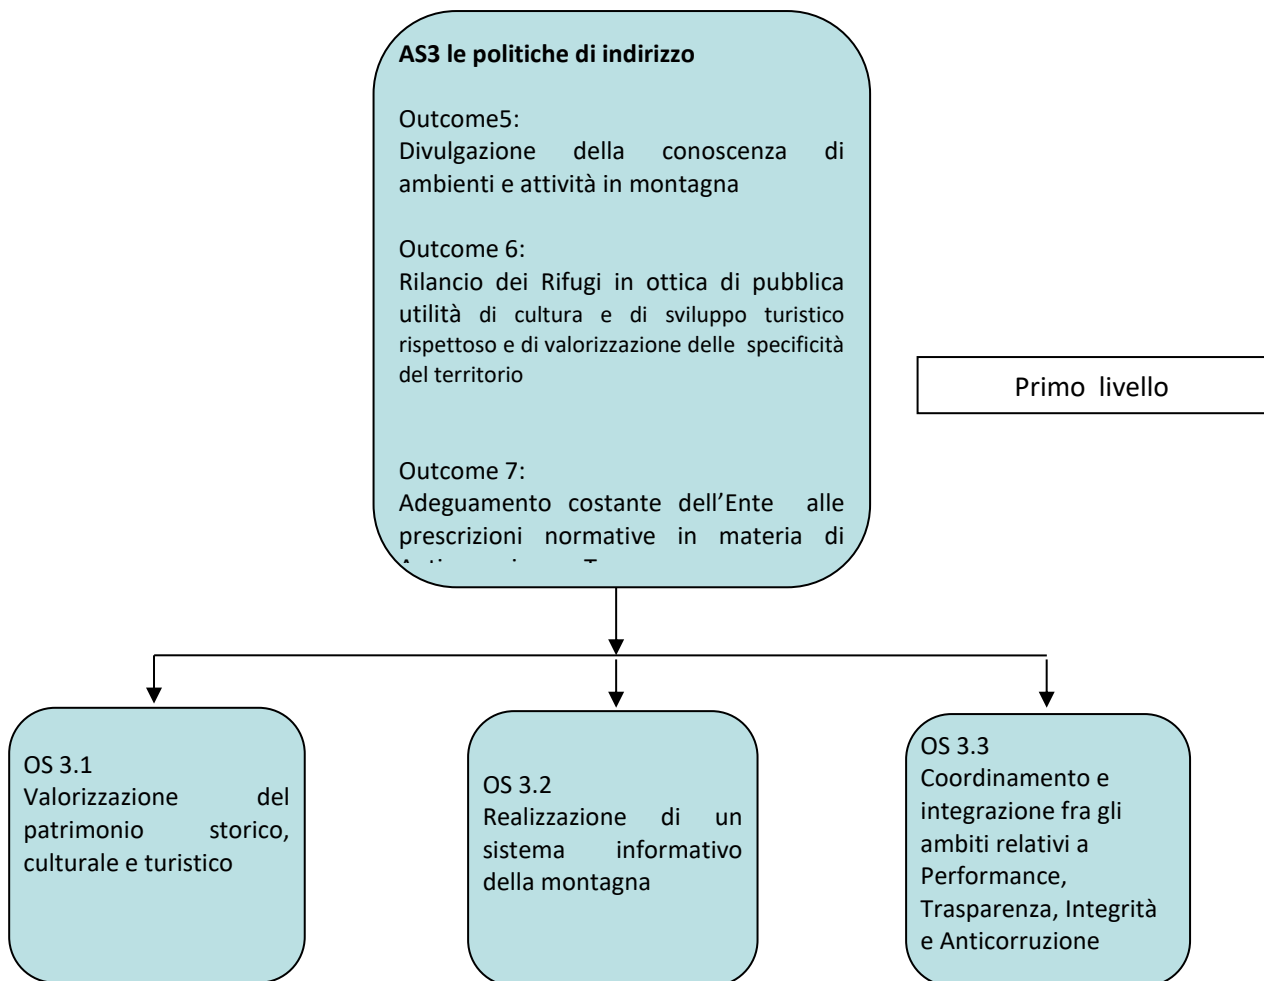 AS3 le politiche di indirizzo
Outcome5:
Divulgazione della conoscenza di
ambienti e attività in montagna
Outcome 6:
Rilancio dei Rifugi in ottica di pubblica
utilità di cultura e di sviluppo turistico
rispettoso e di valorizzazione delle specificità
del territorio
Outcome 7:
Adeguamento costante dell’Ente alle
prescrizioni normative in materia di
Primo livello
OS 3.1
Valorizzazione del
patrimonio storico,
culturale e turistico
OS 3.2
Realizzazione di un
sistema informativo
della montagna
OS 3.3
Coordinamento e
integrazione fra gli
ambiti relativi a
Performance,
Trasparenza, Integrità
e Anticorruzione